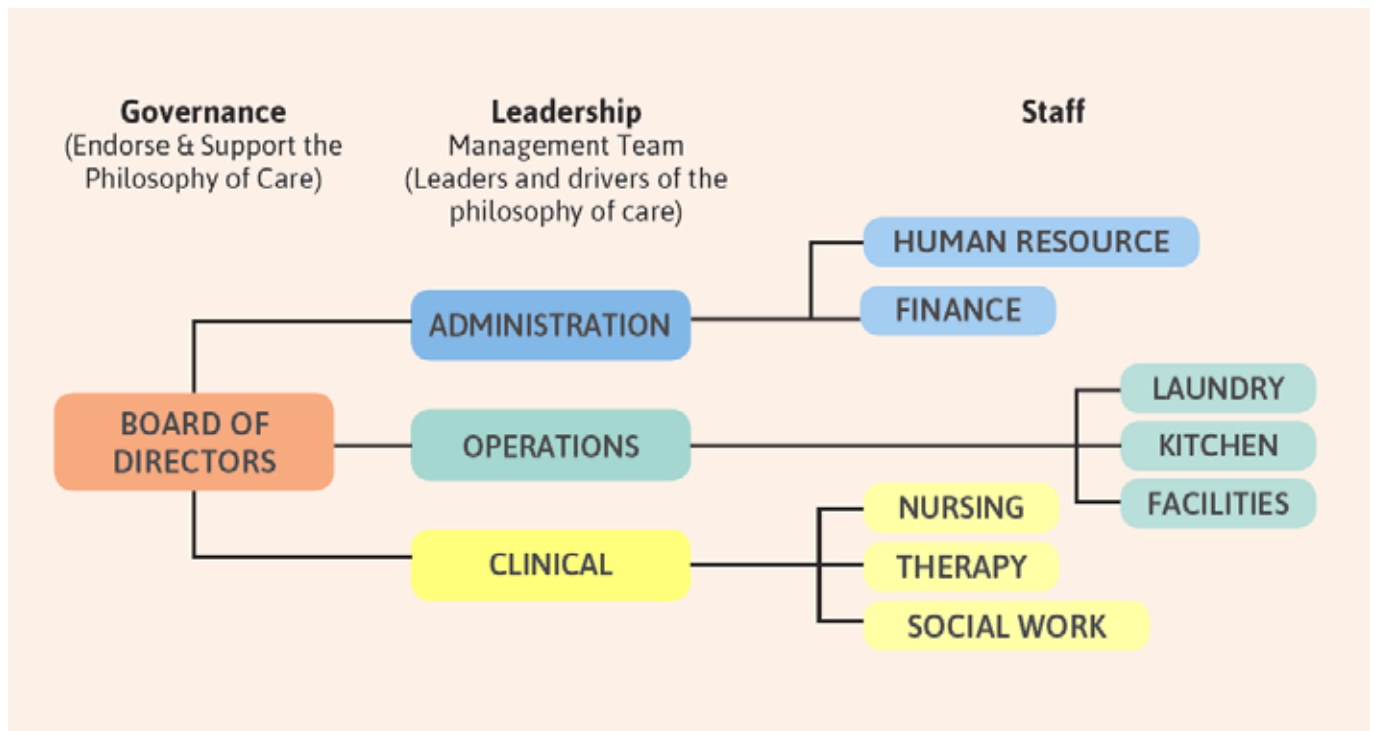 Governance
(Endorse & Support the
Philosophy of Care)
Leadership
Management Team
(Leaders and drivers of the
philosophy of care)
Staff
BOARD OF
DIRECTORS
ADMINISTRATION
HUMAN RESOURCE
FINANCE
OPERATIONS
LAUNDRY
KITCHEN
FACILITIES
CLINICAL
NURSING
THERAPY
SOCIAL WORK